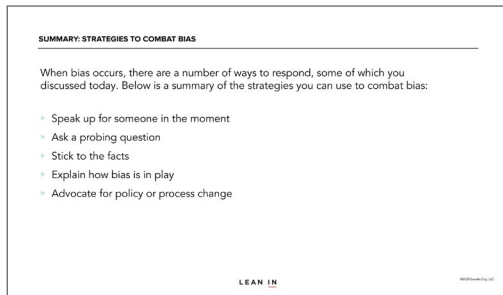 SUMMARY: STRATEGIES TO COMBAT BIAS
When bias occurs, there are a number of ways to respond, some of which you
discussed today. Below is a summary of the strategies you can use to combat bias:
Speak up for someone in the moment
Ask a probing question
Stick to the facts
Explain how bias is in play
Advocate for policy or process change
LEAN IN